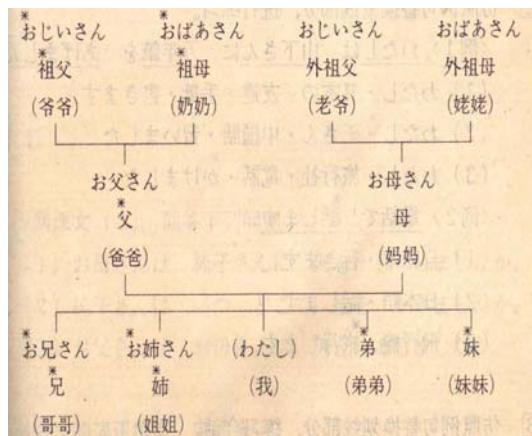 おじいさん おばあさん おじいさん おばあさん
*祖父 *祖母 外祖父 外祖母
(爷爷) (奶奶) (老爷) (姥姥)
お父さん お母さん
*父 母
(爸爸) (妈妈)
* * * *
お兄さん お姉さん (わたし) 弟 妹
*兄 姉 (我) (弟弟) (妹妹)
(哥哥) (姐姐)